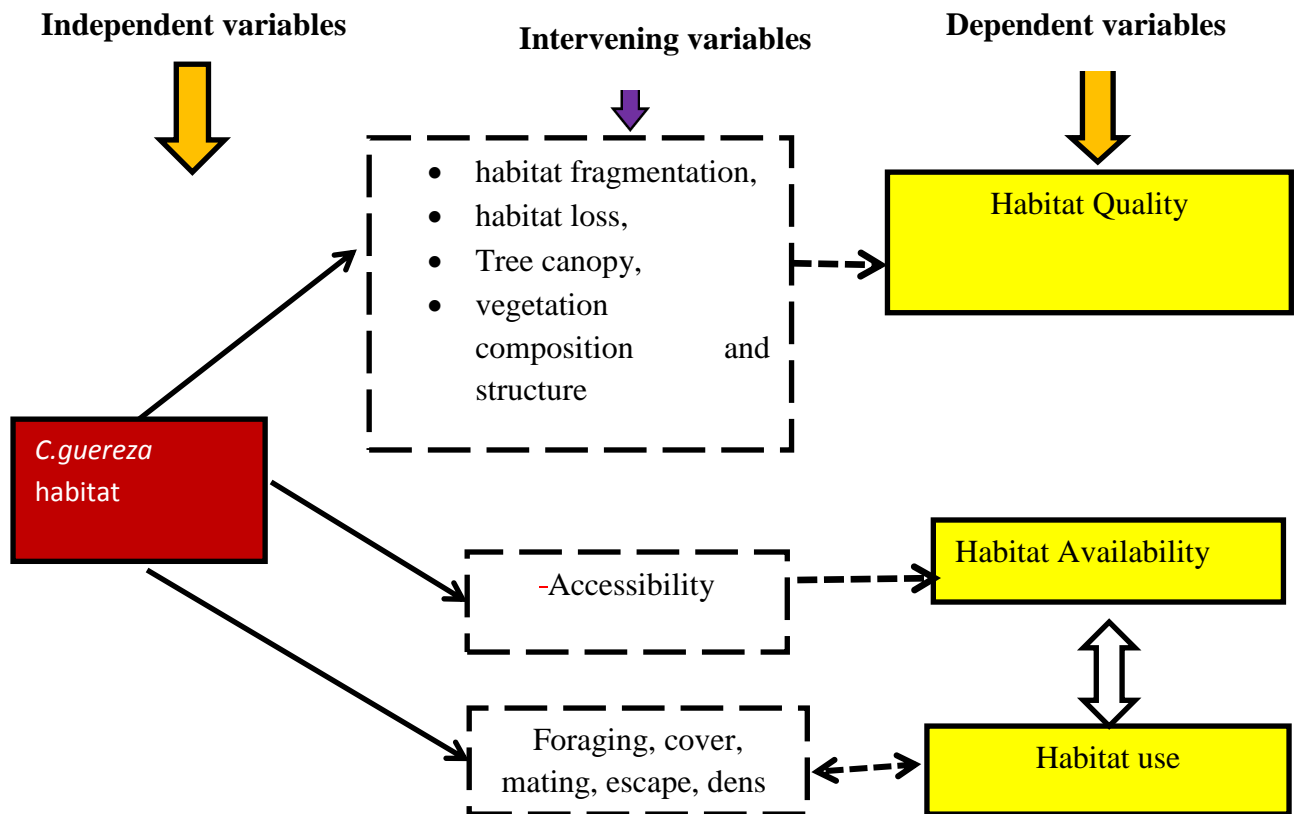 Independent variables
Intervening variables
Dependent variables
• habitat fragmentation,
• habitat loss,
• Tree canopy,
• vegetation
composition and
structure
Habitat Quality
C.guereza
habitat
-Accessibility
Habitat Availability
Foraging, cover,
mating, escape, dens
Habitat use